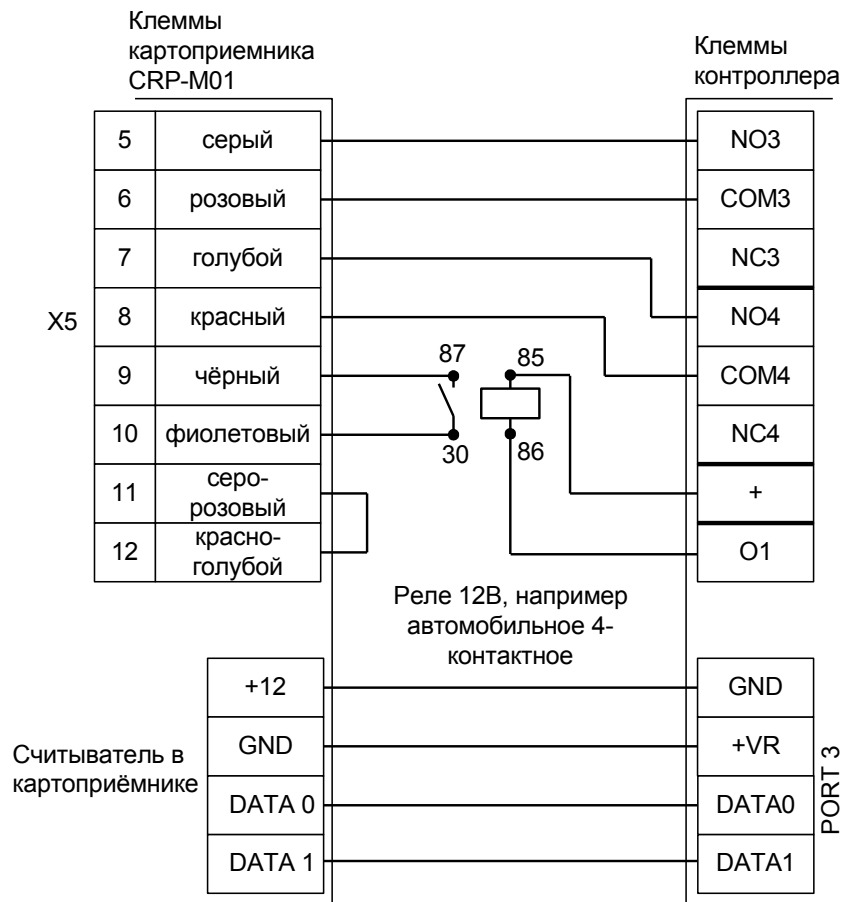 Клеммы
картоприемника
CRP-M01
Клеммы
контроллера
X5
5 серый
6 розовый
7 голубой
8 красный
9 чёрный
10 фиолетовый
11 серо-
розовый
12 красно-
голубой
87
30
85
86
NO3
COM3
NC3
NO4
COM4
NC4
+
O1
Реле 12В, например
автомобильное 4-
контактное
Считыватель в
картоприёмнике
+12
GND
DATA 0
DATA 1
GND
+VR
DATA0
DATA1
PORT 3